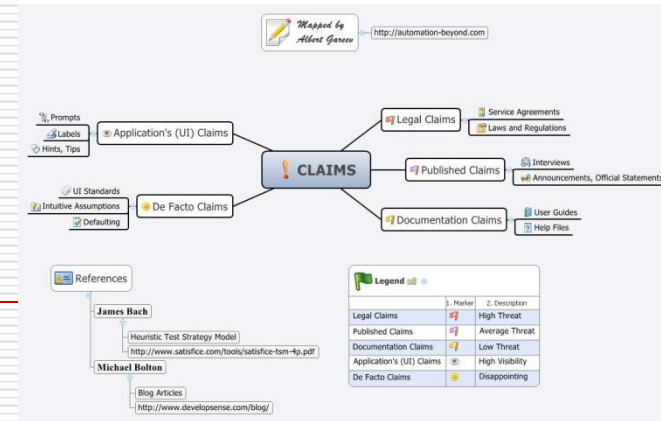 Mapped by
Albert Gareev
http://automation-beyond.com
Prompts
Labels
Hints, Tips
Application's (UI) Claims
UI Standards
Intuitive Assumptions
Defaulting
De Facto Claims
CLAIMS
Legal Claims
Service Agreements
Laws and Regulations
Published Claims
Interviews
Announcements, Official Statements
Documentation Claims
User Guides
Help Files
References
James Bach
Heuristic Test Strategy Model
http://www.satisfice.com/tools/satisfice-tsm-4p.pdf
Michael Bolton
Blog Articles
http://www.developsense.com/blog/
Legend
1. Marker 2. Description
Legal Claims High Threat
Published Claims Average Threat
Documentation Claims Low Threat
Application's (UI) Claims High Visibility
De Facto Claims Disappointing